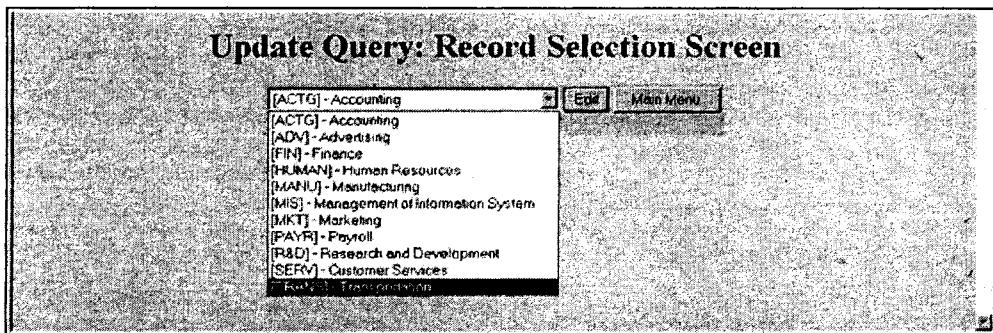 Update Query: Record Selection Screen
[ACTG] - Accounting Edit Main Menu
[ACTG] - Accounting
[ADV] - Advertising
[FIN] - Finance
[HUMAN] - Human Resources
[MANU] - Manufacturing
[MIS] - Management of Information System
[MKT] - Marketing
[PAYR] - Payroll
[R&D] - Research and Development
[SERV] - Customer Services
Transportation